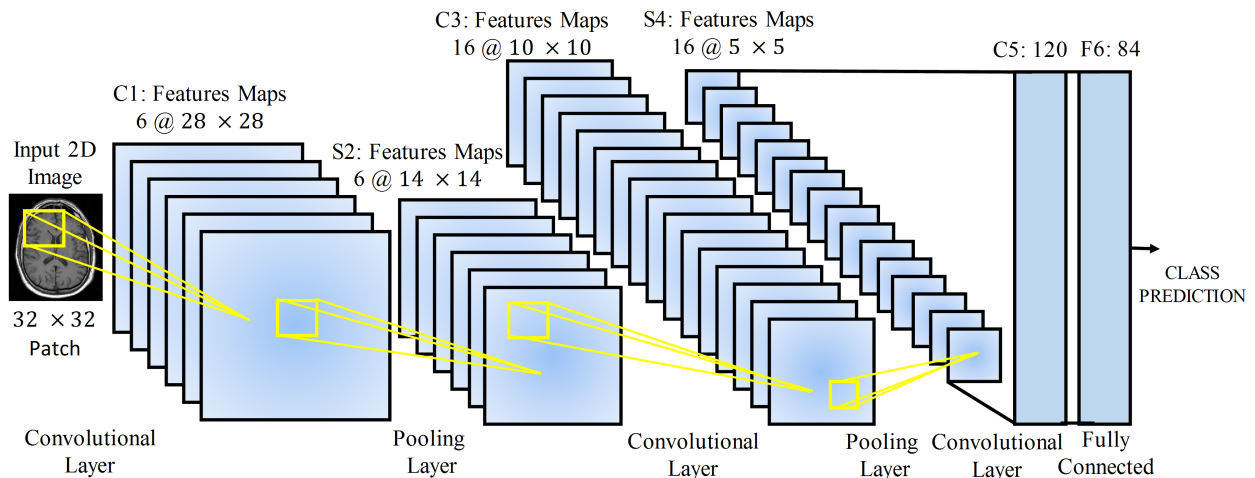 C3: Features Maps
16 @ 10 × 10
S4: Features Maps
16 @ 5 × 5
C5: 120
F6: 84
C1: Features Maps
6 @ 28 × 28
Input 2D
Image
S2: Features Maps
6 @ 14 × 14
CLASS
PREDICTION
32 × 32
Patch
Convolutional
Layer
Pooling
Layer
Convolutional
Layer
Pooling
Layer
Convolutional
Layer
Fully
Connected